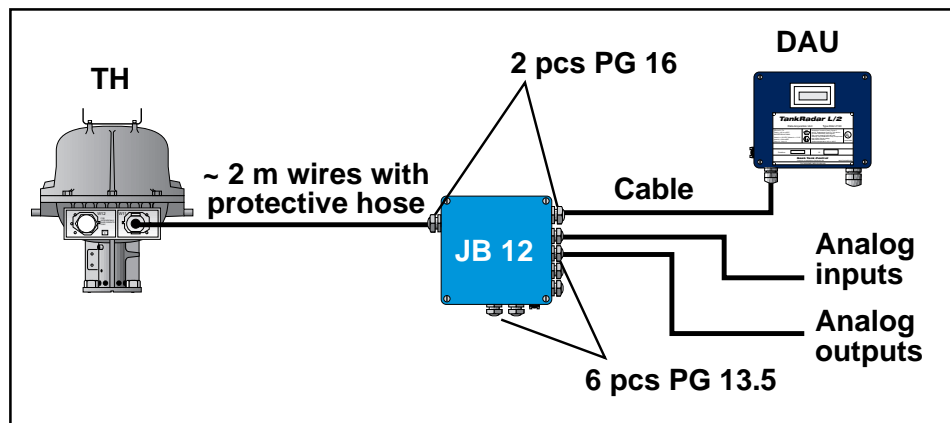 DAU
2 pcs PG 16
TH
TankRadar L/2
~ 2 m wires with
protective hose
Cable
JB 12
Analog
inputs
Analog
outputs
6 pcs PG 13.5